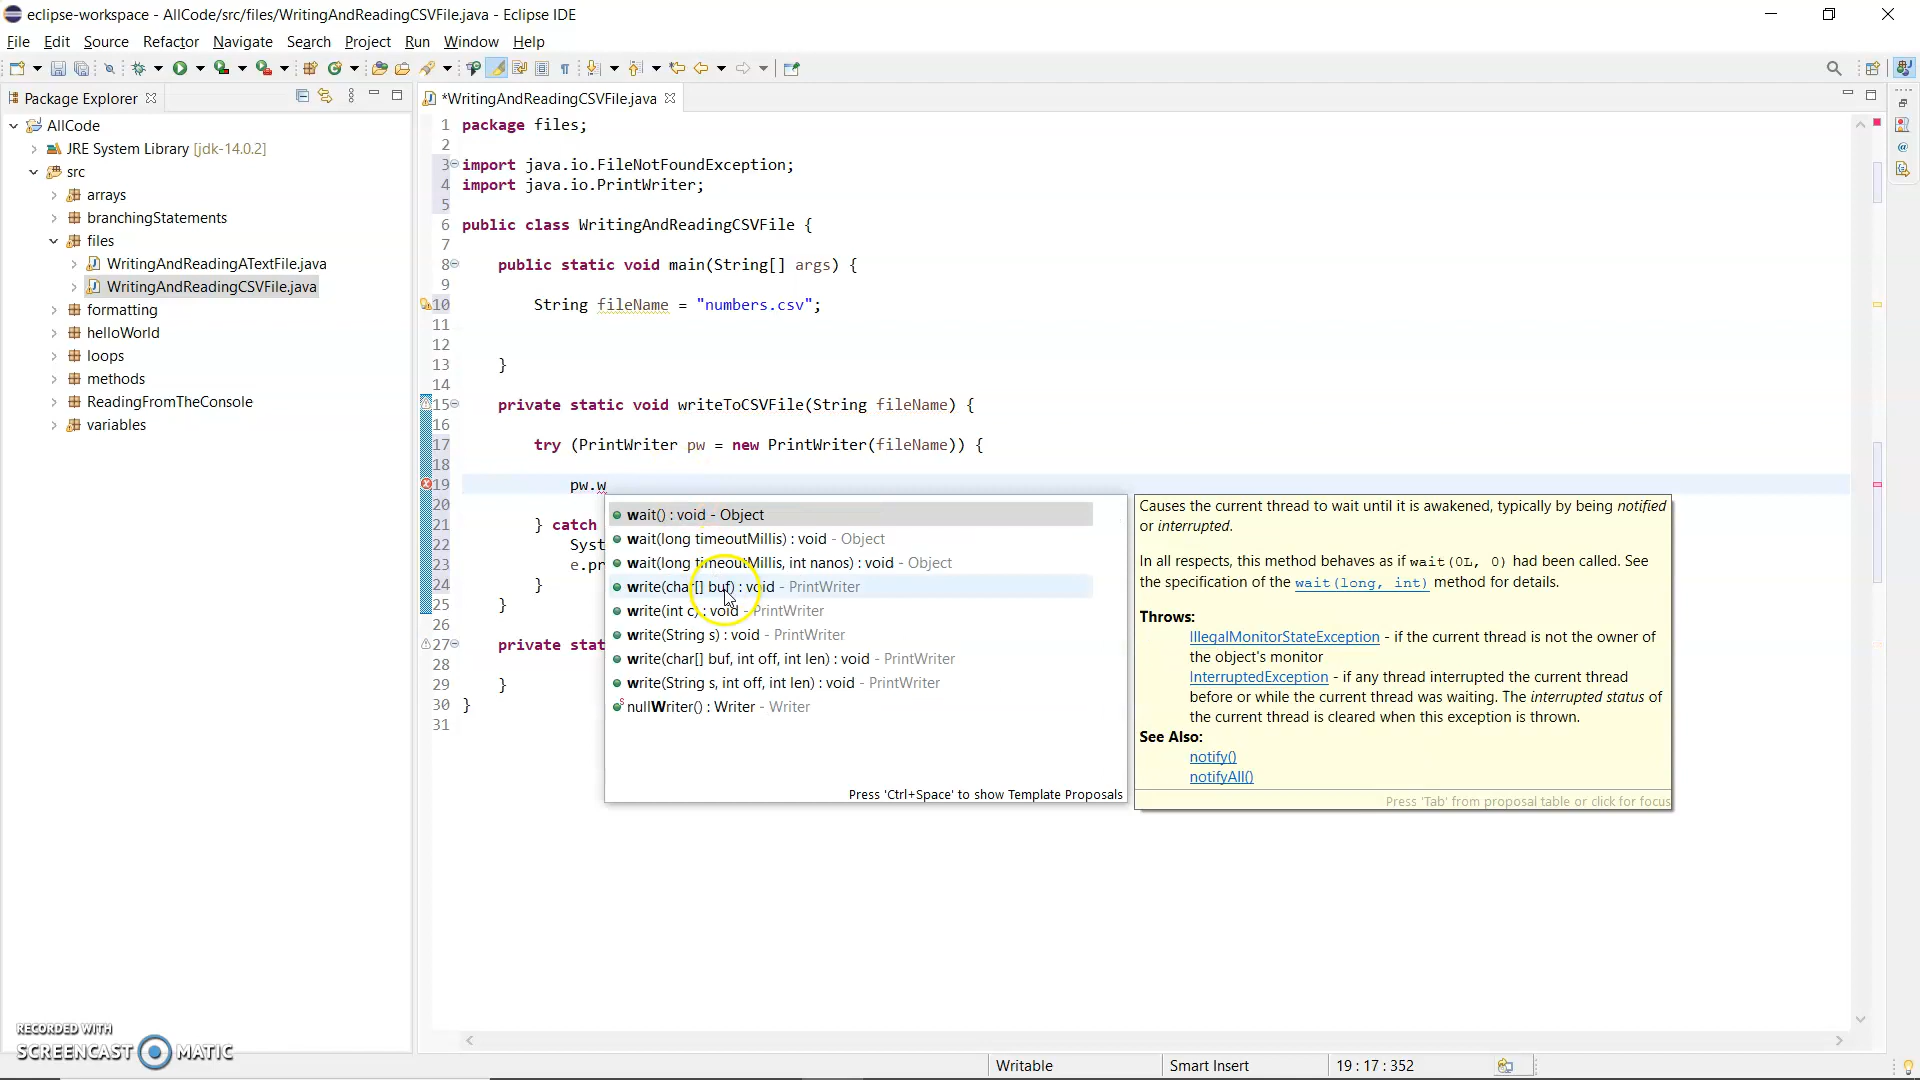 eclipse-workspace - AllCode/src/files/WritingAndReadingCSVFile.java - Eclipse IDE
File Edit Source Refactor Navigate Search Project Run Window Help
Package Explorer
*WritingAndReadingCSVFile.java
AllCode
JRE System Library [jdk-14.0.2]
src
arrays
branchingStatements
files
WritingAndReadingATextFile.java
WritingAndReadingCSVFile.java
formatting
helloWorld
loops
methods
ReadingFromTheConsole
variables
1 package files;
2
3 import java.io.FileNotFoundException;
4 import java.io.PrintWriter;
5
6 public class WritingAndReadingCSVFile {
7
8 public static void main(String[] args) {
9
10 String fileName = "numbers.csv";
11
12
13 }
14
15 private static void writeToCSVFile(String fileName) {
16
17 try (PrintWriter pw = new PrintWriter(fileName)) {
18
19 pw.w
20
21 } catch
22 Syst
23 e.pr
24 }
25 }
26
27 private stat
28
29 }
30 }
31
wait() : void - Object
wait(long timeoutMillis) : void - Object
wait(long timeoutMillis, int nanos) : void - Object
write(char[] buf) : void - PrintWriter
write(int c) : void - PrintWriter
write(String s) : void - PrintWriter
write(char[] buf, int off, int len) : void - PrintWriter
write(String s, int off, int len) : void - PrintWriter
nullWriter() : Writer - Writer
Press 'Ctrl+Space' to show Template Proposals
Causes the current thread to wait until it is awakened, typically by being notified
or interrupted.
In all respects, this method behaves as if wait(0L, 0) had been called. See
the specification of the wait(long, int) method for details.
Throws:
IllegalMonitorStateException - if the current thread is not the owner of
the object's monitor
InterruptedException - if any thread interrupted the current thread
before or while the current thread was waiting. The interrupted status of
the current thread is cleared when this exception is thrown.
See Also:
notify()
notifyAll()
Press 'Tab' from proposal table or click for focus
RECORDED WITH
SCREENCAST MATIC
Writable
Smart Insert
19 : 17 : 352